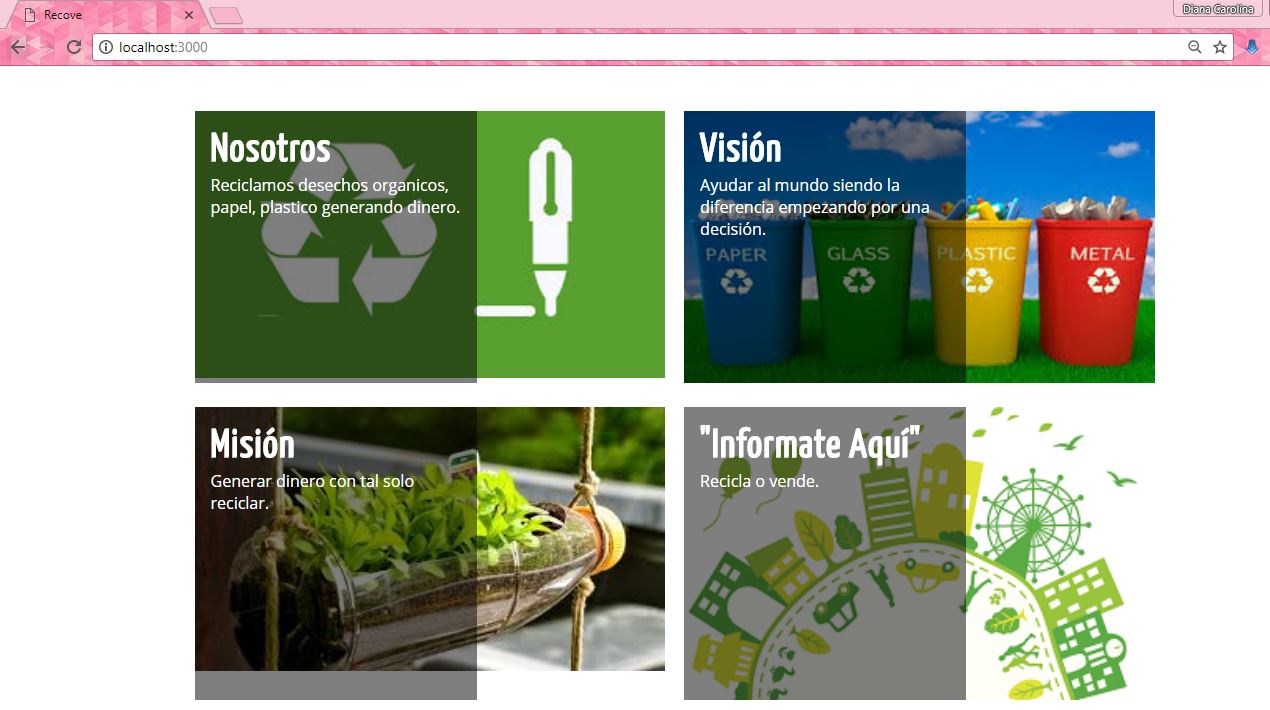 Recove
Diana Carolina
localhost:3000
Nosotros
Reciclamos desechos organicos,
papel, plastico generando dinero.
Visión
Ayudar al mundo siendo la
diferencia empezando por una
decisión.
PAPER
GLASS
PLASTIC
METAL
Misión
Generar dinero con tal solo
reciclar.
"Informate Aquí"
Recicla o vende.